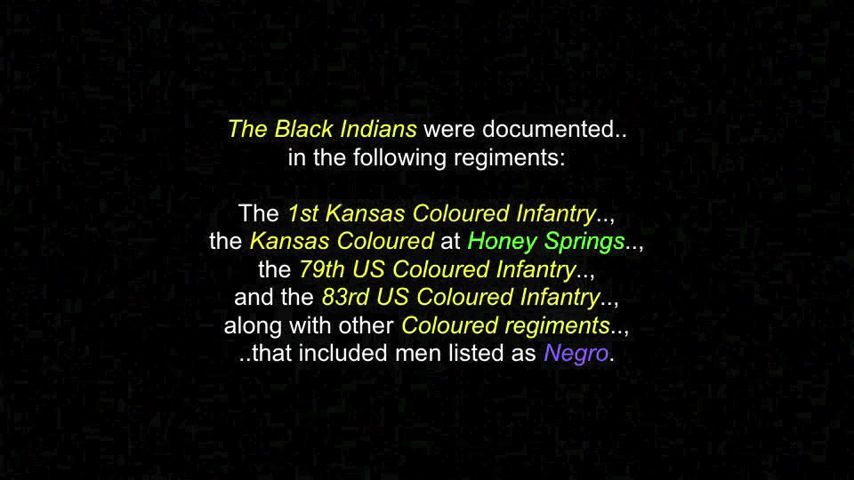 The Black Indians were documented..
in the following regiments:
The 1st Kansas Coloured Infantry..,
the Kansas Coloured at Honey Springs..,
the 79th US Coloured Infantry..,
and the 83rd US Coloured Infantry..,
along with other Coloured regiments..,
..that included men listed as Negro.